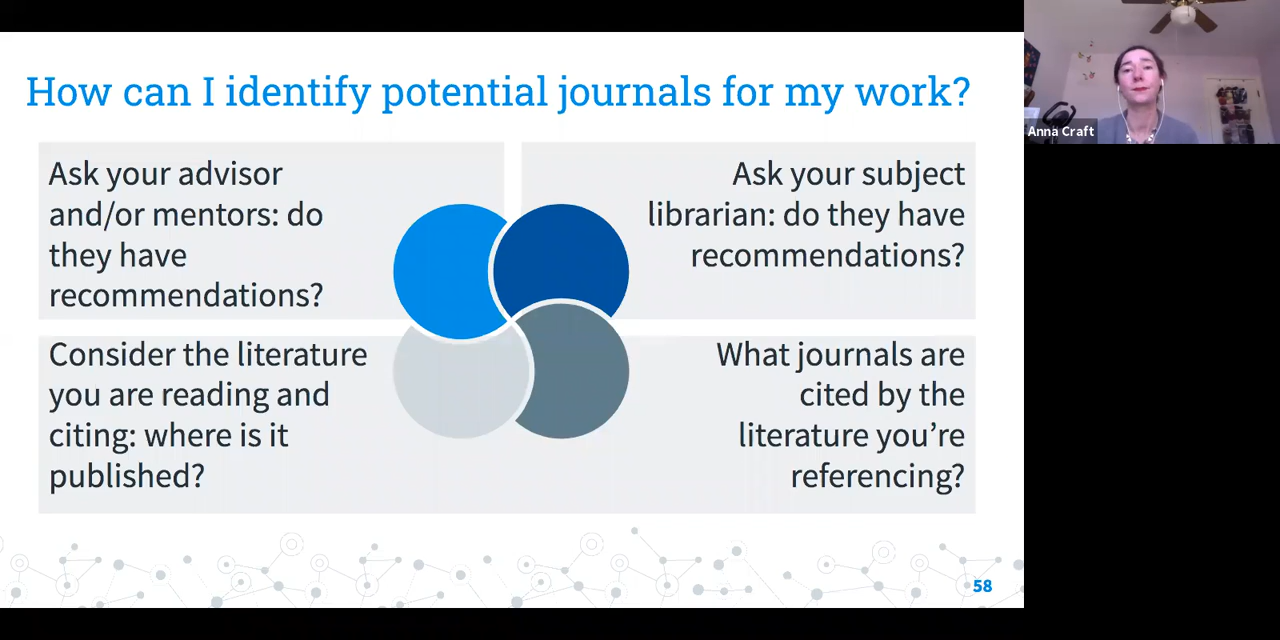 How can I identify potential journals for my work?
Ask your advisor
and/or mentors: do
they have
recommendations?
Ask your subject
librarian: do they have
recommendations?
Consider the literature
you are reading and
citing: where is it
published?
What journals are
cited by the
literature you’re
referencing?
58
Anna Craft